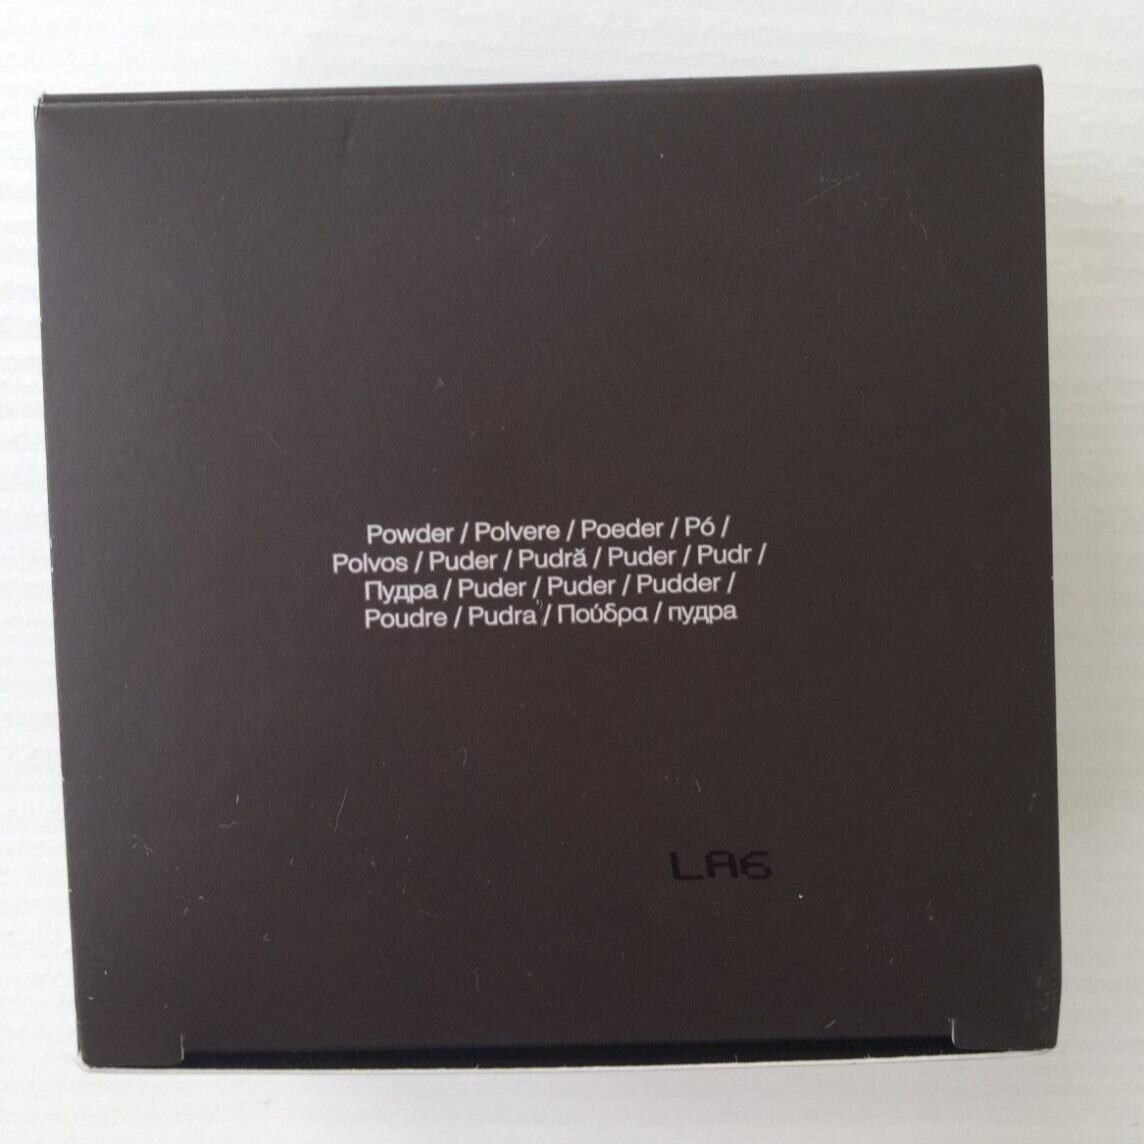 Powder / Polvere / Poeder / Pó /
Polvos / Puder / Pudră / Puder / Pudr /
Пудра / Puder / Puder / Pudder /
Poudre / Pudra / Πούδρα / пудра
LA6